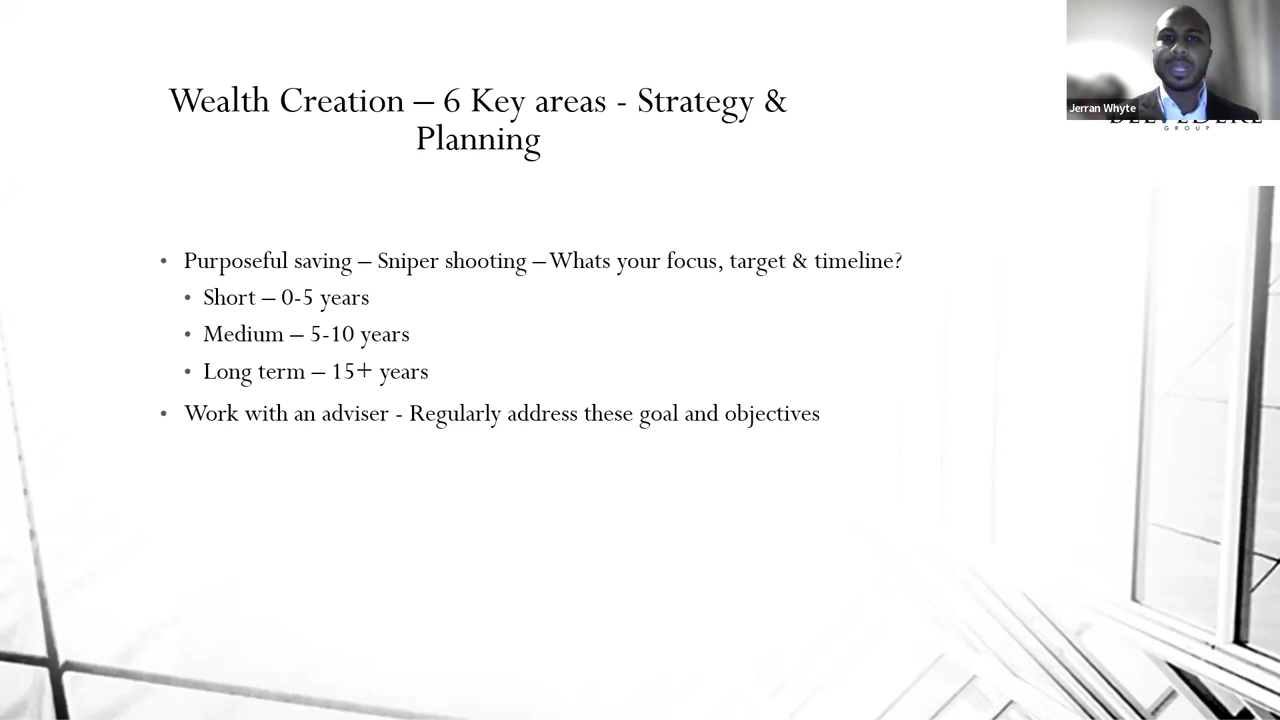 Wealth Creation – 6 Key areas - Strategy &
Planning
Jerran Whyte
GROUP
• Purposeful saving – Sniper shooting – Whats your focus, target & timeline?
• Short – 0-5 years
• Medium – 5-10 years
• Long term – 15+ years
• Work with an adviser - Regularly address these goal and objectives